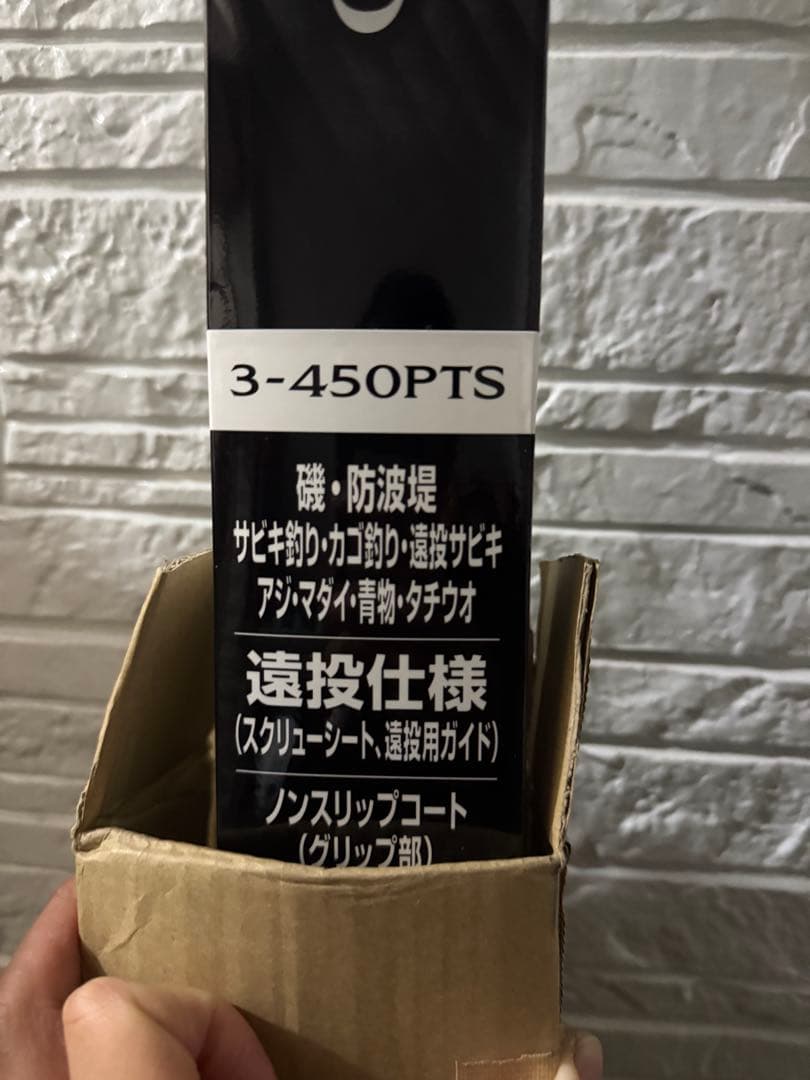 3-450PTS
磯・防波堤
サビキ釣り・カゴ釣り・遠投サビキ
アジ・マダイ・青物・タチウオ
遠投仕様
(スクリューシート、遠投用ガイド)
ノンスリップコート
(グリップ部)